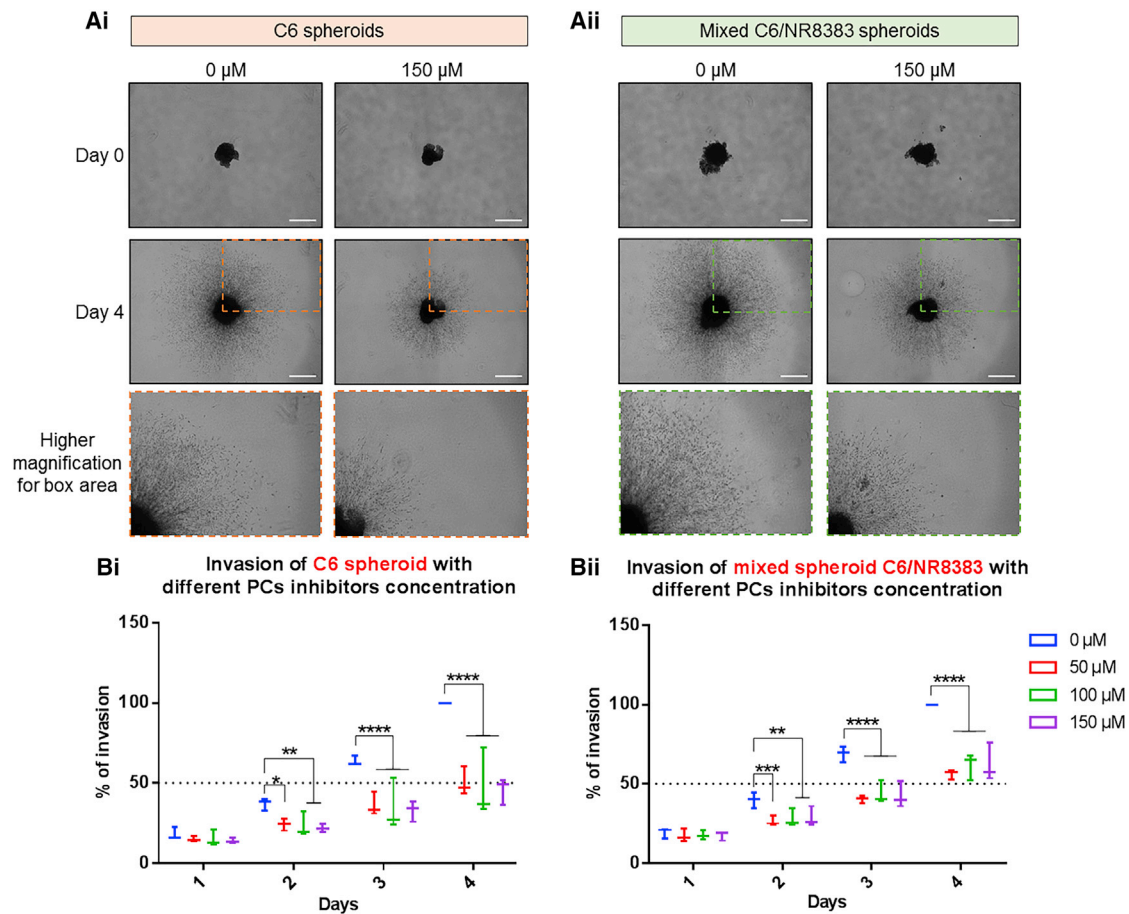 Ai
C6 spheroids
0 µM 150 µM
Aii
Mixed C6/NR8383 spheroids
0 µM 150 µM
Day 0
Day 4
Higher
magnification
for box area
Bi
Invasion of C6 spheroid with
different PCs inhibitors concentration
% of invasion
150
100
50
0
*
**
****
****
1 2 3 4
Days
Bii
Invasion of mixed spheroid C6/NR8383 with
different PCs inhibitors concentration
% of invasion
150
100
50
0
***
**
****
****
1 2 3 4
Days
0 µM
50 µM
100 µM
150 µM